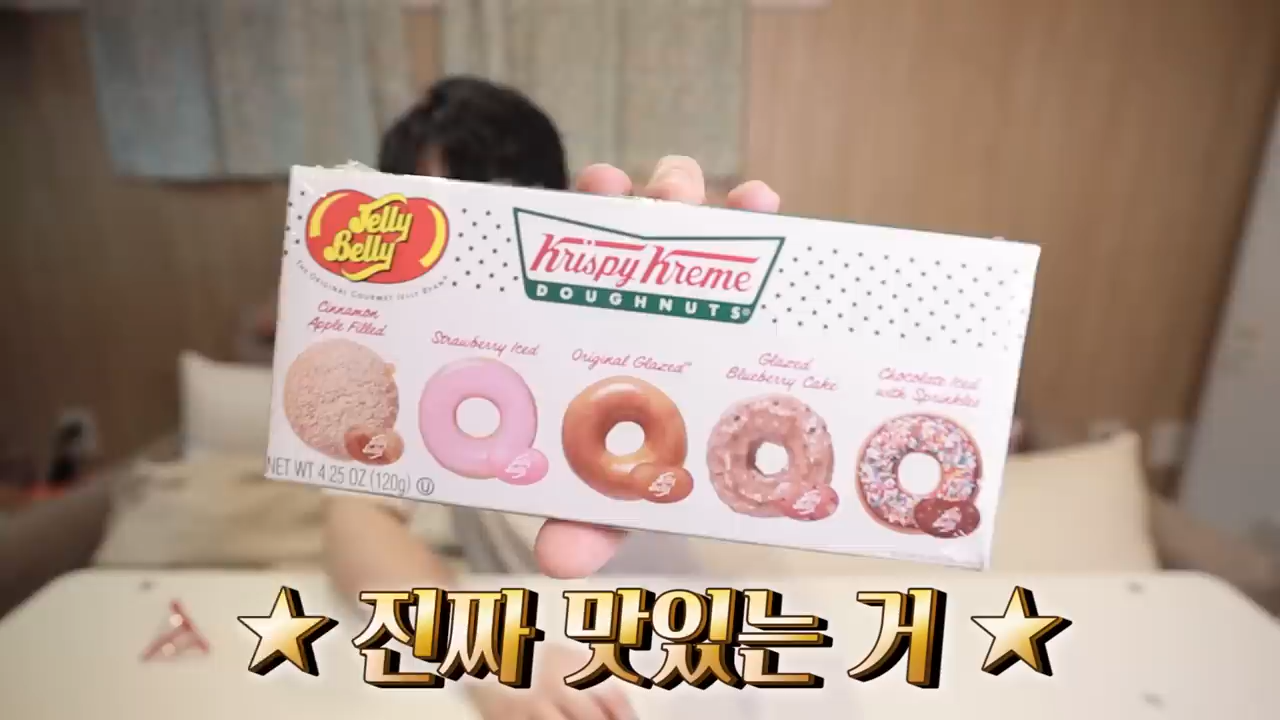 Jelly
Belly
THE ORIGINAL GOURMET JELLY BEAN
Krispy Kreme
DOUGHNUTS®
Cinnamon
Apple Filled
Strawberry Iced
Original Glazed™
Glazed
Blueberry Cake
Chocolate Iced
with Sprinkles
NET WT 4.25 OZ (120g) U
★ 진짜 맛있는 거 ★